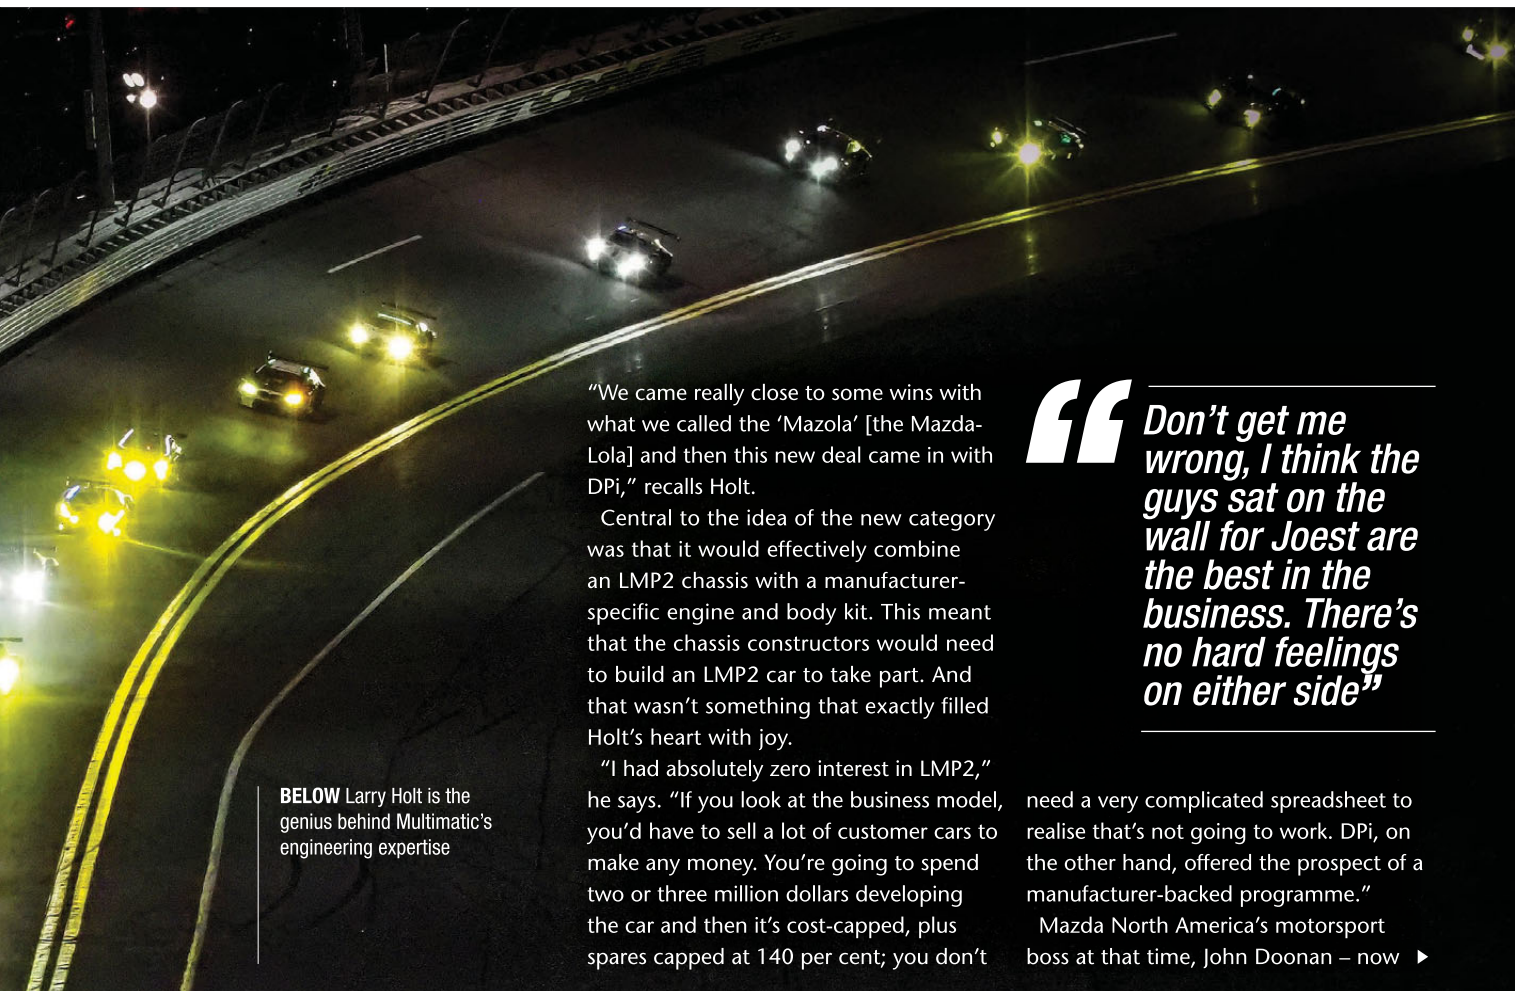 “We came really close to some wins with
what we called the ‘Mazola’ [the Mazda-
Lola] and then this new deal came in with
DPi,” recalls Holt.
Central to the idea of the new category
was that it would effectively combine
an LMP2 chassis with a manufacturer-
specific engine and body kit. This meant
that the chassis constructors would need
to build an LMP2 car to take part. And
that wasn’t something that exactly filled
Holt’s heart with joy.
“I had absolutely zero interest in LMP2,”
he says. “If you look at the business model,
you’d have to sell a lot of customer cars to
make any money. You’re going to spend
two or three million dollars developing
the car and then it’s cost-capped, plus
spares capped at 140 per cent; you don’t
need a very complicated spreadsheet to
realise that’s not going to work. DPi, on
the other hand, offered the prospect of a
manufacturer-backed programme.”
Mazda North America’s motorsport
boss at that time, John Doonan – now
“Don’t get me
wrong, I think the
guys sat on the
wall for Joest are
the best in the
business. There’s
no hard feelings
on either side”
BELOW Larry Holt is the
genius behind Multimatic’s
engineering expertise